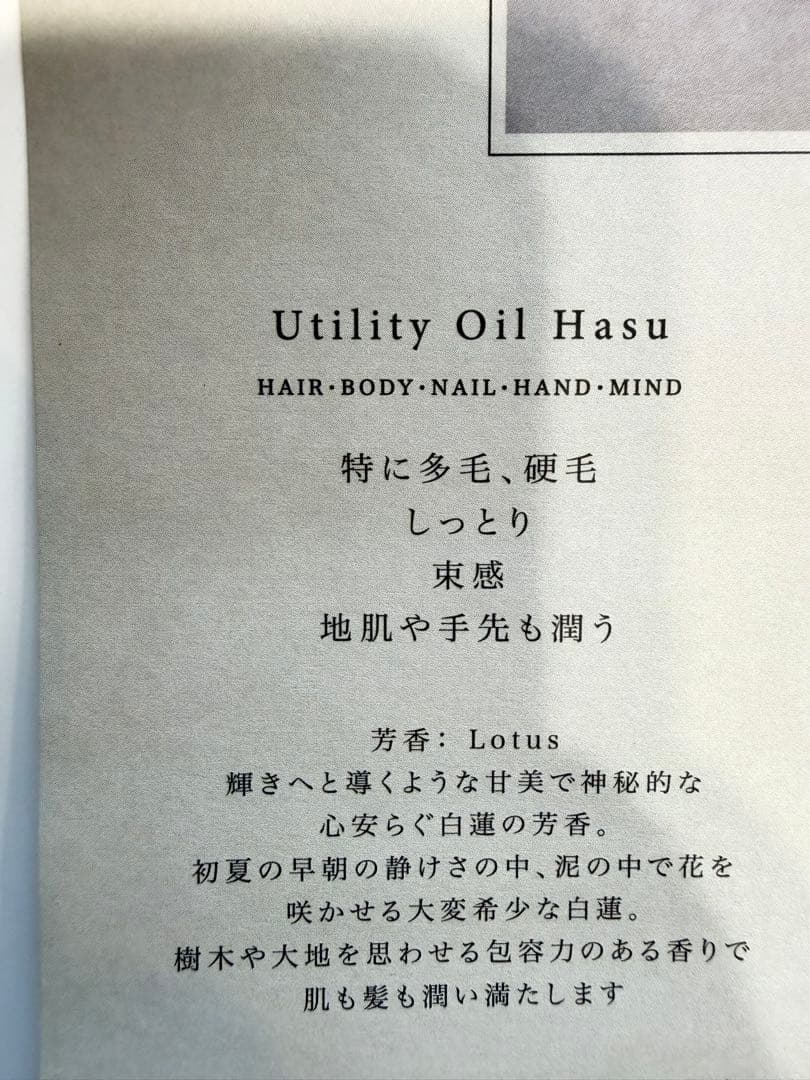 Utility Oil Hasu
HAIR・BODY・NAIL・HAND・MIND
特に多毛、硬毛
しっとり
束感
地肌や手先も潤う
芳香： Lotus
輝きへと導くような甘美で神秘的な
心安らぐ白蓮の芳香。
初夏の早朝の静けさの中、泥の中で花を
咲かせる大変希少な白蓮。
樹木や大地を思わせる包容力のある香りで
肌も髪も潤い満たします